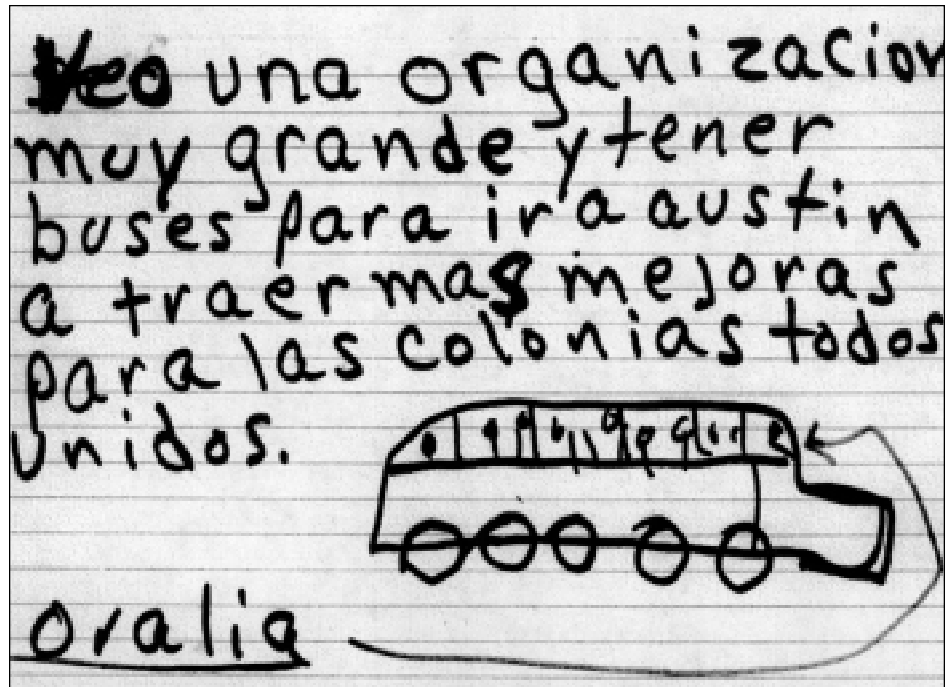 Veo una organizacion
muy grande y tener
buses para ir a austin
a traer mas mejoras
para las colonias todos
unidos.
oralia